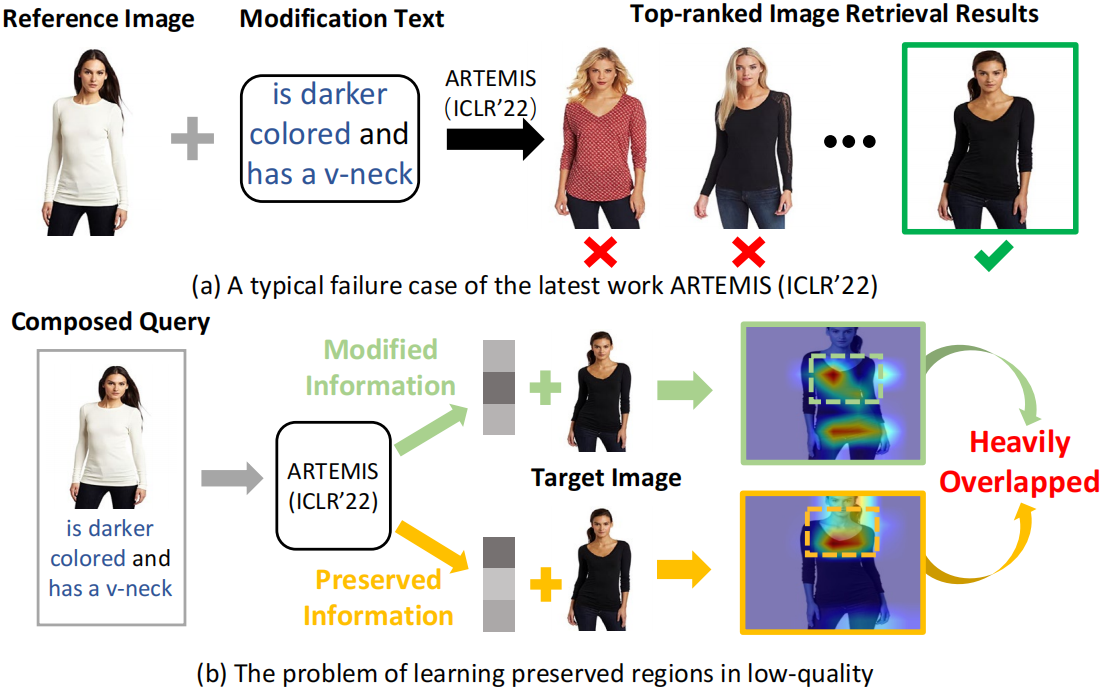 Reference Image
Modification Text
Top-ranked Image Retrieval Results
is darker
colored and
has a v-neck
ARTEMIS
(ICLR’22)
(a) A typical failure case of the latest work ARTEMIS (ICLR’22)
Composed Query
is darker
colored and
has a v-neck
ARTEMIS
(ICLR’22)
Modified
Information
Target Image
Preserved
Information
Heavily
Overlapped
(b) The problem of learning preserved regions in low-quality